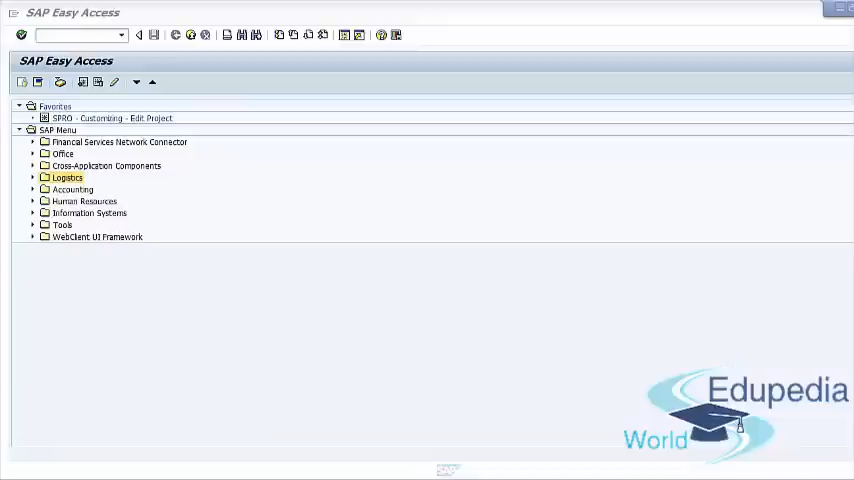 SAP Easy Access
SAP Easy Access
Favorites
SPRO - Customizing - Edit Project
SAP Menu
Financial Services Network Connector
Office
Cross-Application Components
Logistics
Accounting
Human Resources
Information Systems
Tools
WebClient UI Framework
Edupedia
World
SAP